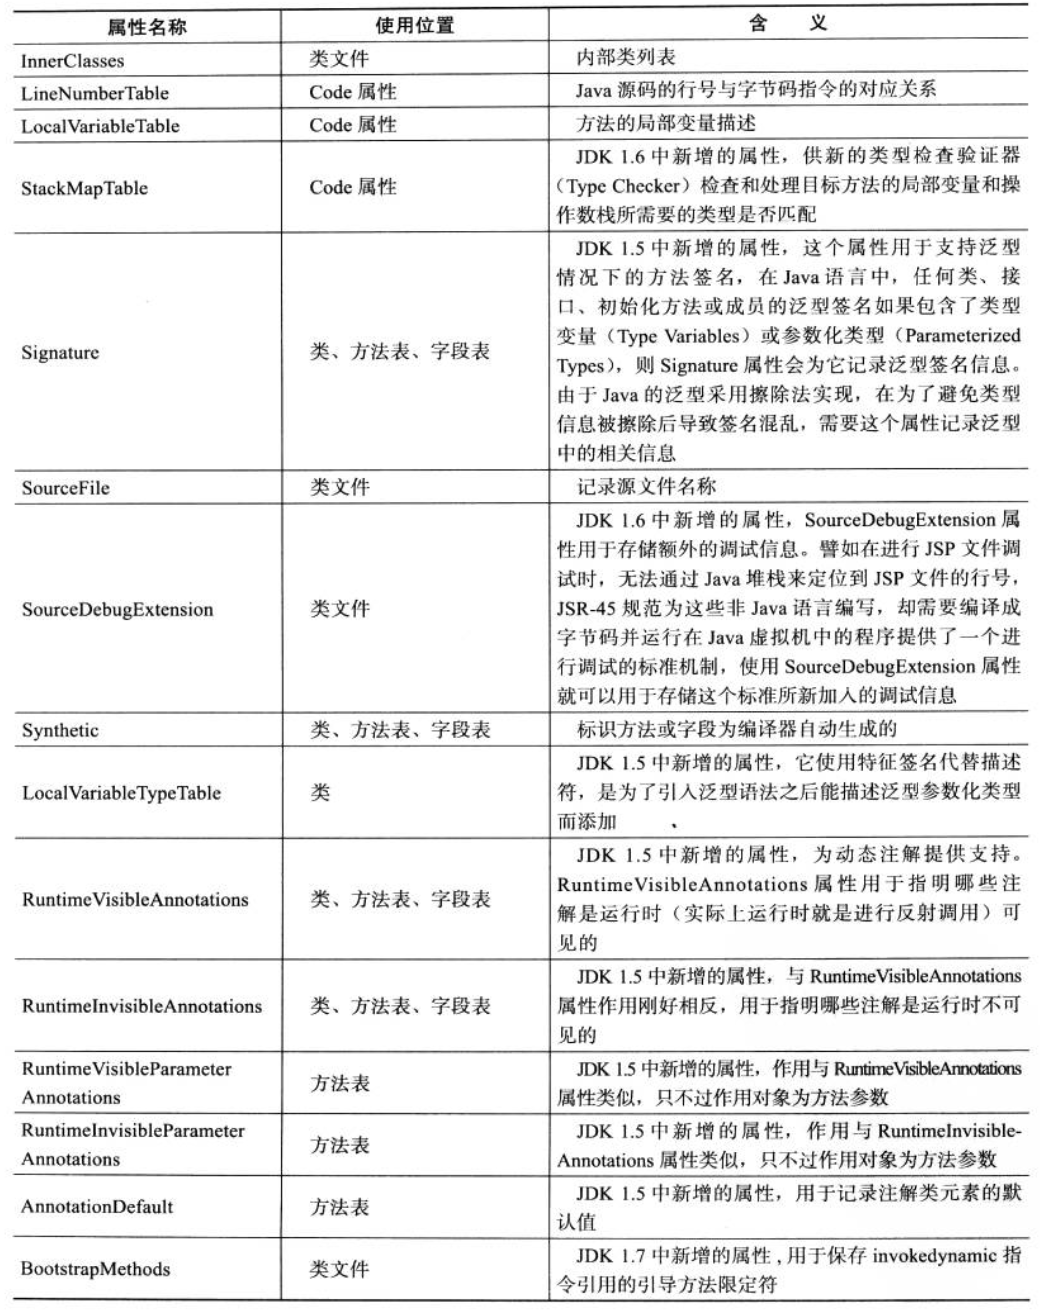 属性名称 使用位置 含 义
InnerClasses 类文件 内部类列表
LineNumberTable Code 属性 Java 源码的行号与字节码指令的对应关系
LocalVariableTable Code 属性 方法的局部变量描述
StackMapTable Code 属性 JDK 1.6 中新增的属性，供新的类型检查验证器
（Type Checker）检查和处理目标方法的局部变量和操
作数栈所需要的类型是否匹配
Signature 类、方法表、字段表 JDK 1.5 中新增的属性，这个属性用于支持泛型
情况下的方法签名，在 Java 语言中，任何类、接
口、初始化方法或成员的泛型签名如果包含了类型
变量（Type Variables）或参数化类型（Parameterized
Types），则 Signature 属性会为它记录泛型签名信息。
由于 Java 的泛型采用擦除法实现，在为了避免类型
信息被擦除后导致签名混乱，需要这个属性记录泛型
中的相关信息
SourceFile 类文件 记录源文件名称
SourceDebugExtension 类文件 JDK 1.6 中新增的属性，SourceDebugExtension 属
性用于存储额外的调试信息。譬如在进行 JSP 文件调
试时，无法通过 Java 堆栈来定位到 JSP 文件的行号，
JSR-45 规范为这些非 Java 语言编写，却需要编译成
字节码并运行在 Java 虚拟机中的程序提供了一个进
行调试的标准机制，使用 SourceDebugExtension 属性
就可以用于存储这个标准所新加入的调试信息
Synthetic 类、方法表、字段表 标识方法或字段为编译器自动生成的
LocalVariableTypeTable 类 JDK 1.5 中新增的属性，它使用特征签名代替描述
符，是为了引入泛型语法之后能描述泛型参数化类型
而添加
RuntimeVisibleAnnotations 类、方法表、字段表 JDK 1.5 中新增的属性，为动态注解提供支持。
RuntimeVisibleAnnotations 属性用于指明哪些注
解是运行时（实际上运行时就是进行反射调用）可
见的
RuntimeInvisibleAnnotations 类、方法表、字段表 JDK 1.5 中新增的属性，与 RuntimeVisibleAnnotations
属性作用刚好相反，用于指明哪些注解是运行时不可
见的
RuntimeVisibleParameter
Annotations 方法表 JDK 1.5 中新增的属性，作用与 RuntimeVisibleAnnotations
属性类似，只不过作用对象为方法参数
RuntimeInvisibleParameter
Annotations 方法表 JDK 1.5 中新增的属性，作用与 RuntimeInvisible-
Annotations 属性类似，只不过作用对象为方法参数
AnnotationDefault 方法表 JDK 1.5 中新增的属性，用于记录注解类元素的默
认值
BootstrapMethods 类文件 JDK 1.7 中新增的属性，用于保存 invokedynamic 指
令引用的引导方法限定符